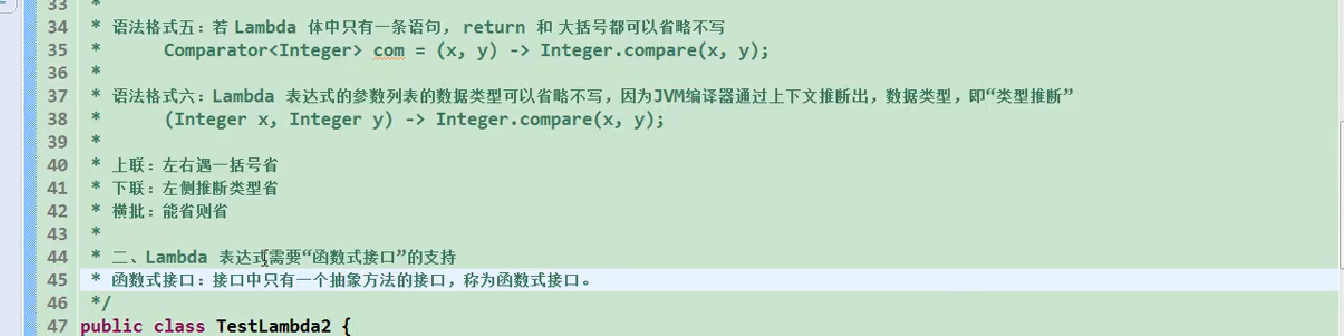 33 *
34 * 语法格式五：若 Lambda 体中只有一条语句， return 和 大括号都可以省略不写
35 * Comparator<Integer> com = (x, y) -> Integer.compare(x, y);
36 *
37 * 语法格式六：Lambda 表达式的参数列表的数据类型可以省略不写，因为JVM编译器通过上下文推断出，数据类型，即“类型推断”
38 * (Integer x, Integer y) -> Integer.compare(x, y);
39 *
40 * 上联：左右遇一括号省
41 * 下联：左侧推断类型省
42 * 横批：能省则省
43 *
44 * 二、Lambda 表达式需要“函数式接口”的支持
45 * 函数式接口：接口中只有一个抽象方法的接口，称为函数式接口。
46 */
47 public class TestLambda2 {